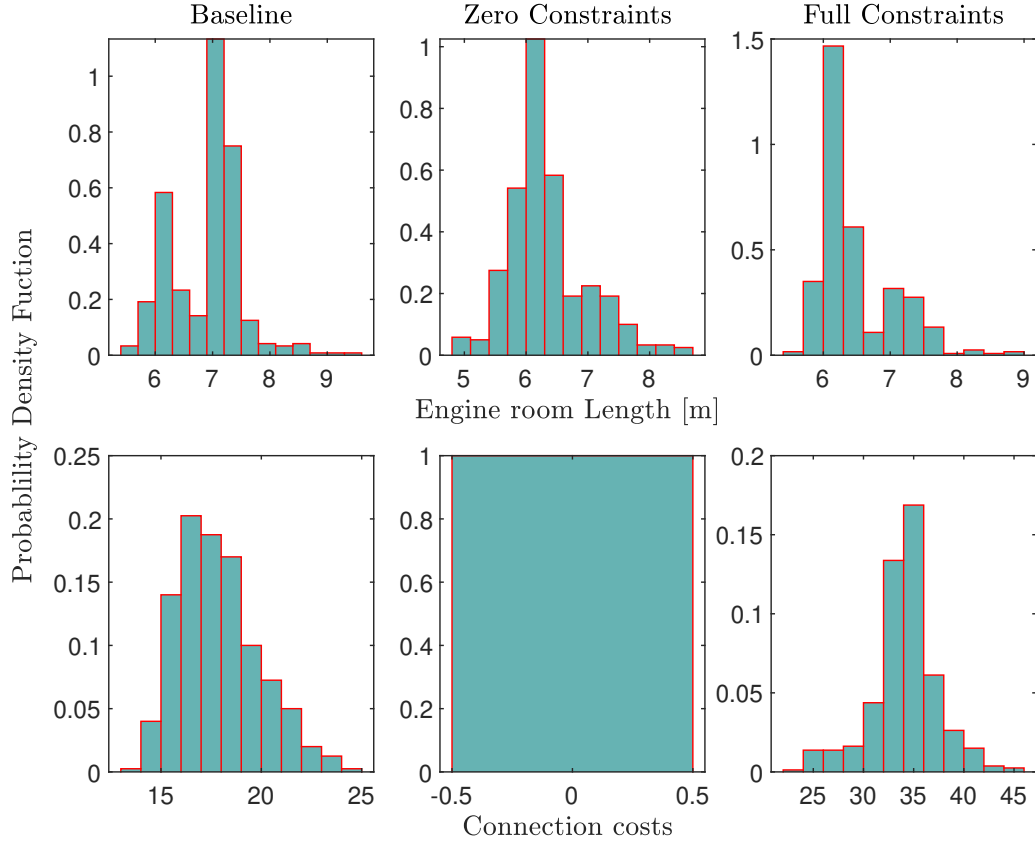 Baseline Zero Constraints Full Constraints
1 0.8 0.6 0.4 0.2 0
6 7 8 9
1 0.8 0.6 0.4 0.2 0
5 6 7 8
1.5 1 0.5 0
6 7 8 9
Engine room Length [m]
Probablility Density Fuction
0.25 0.2 0.15 0.1 0.05 0
15 20 25
1 0.8 0.6 0.4 0.2 0
-0.5 0 0.5
0.2 0.15 0.1 0.05 0
25 30 35 40 45
Connection costs